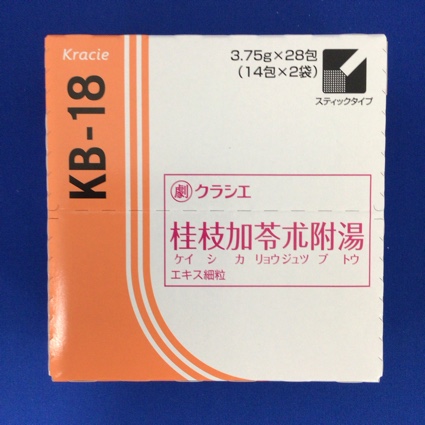 Kracie
KB-18
3.75g×28包
(14包×2袋)
スティックタイプ
劇 クラシエ
桂枝加苓朮附湯
ケイ シ カ リョウジュツ ブ トウ
エキス細粒